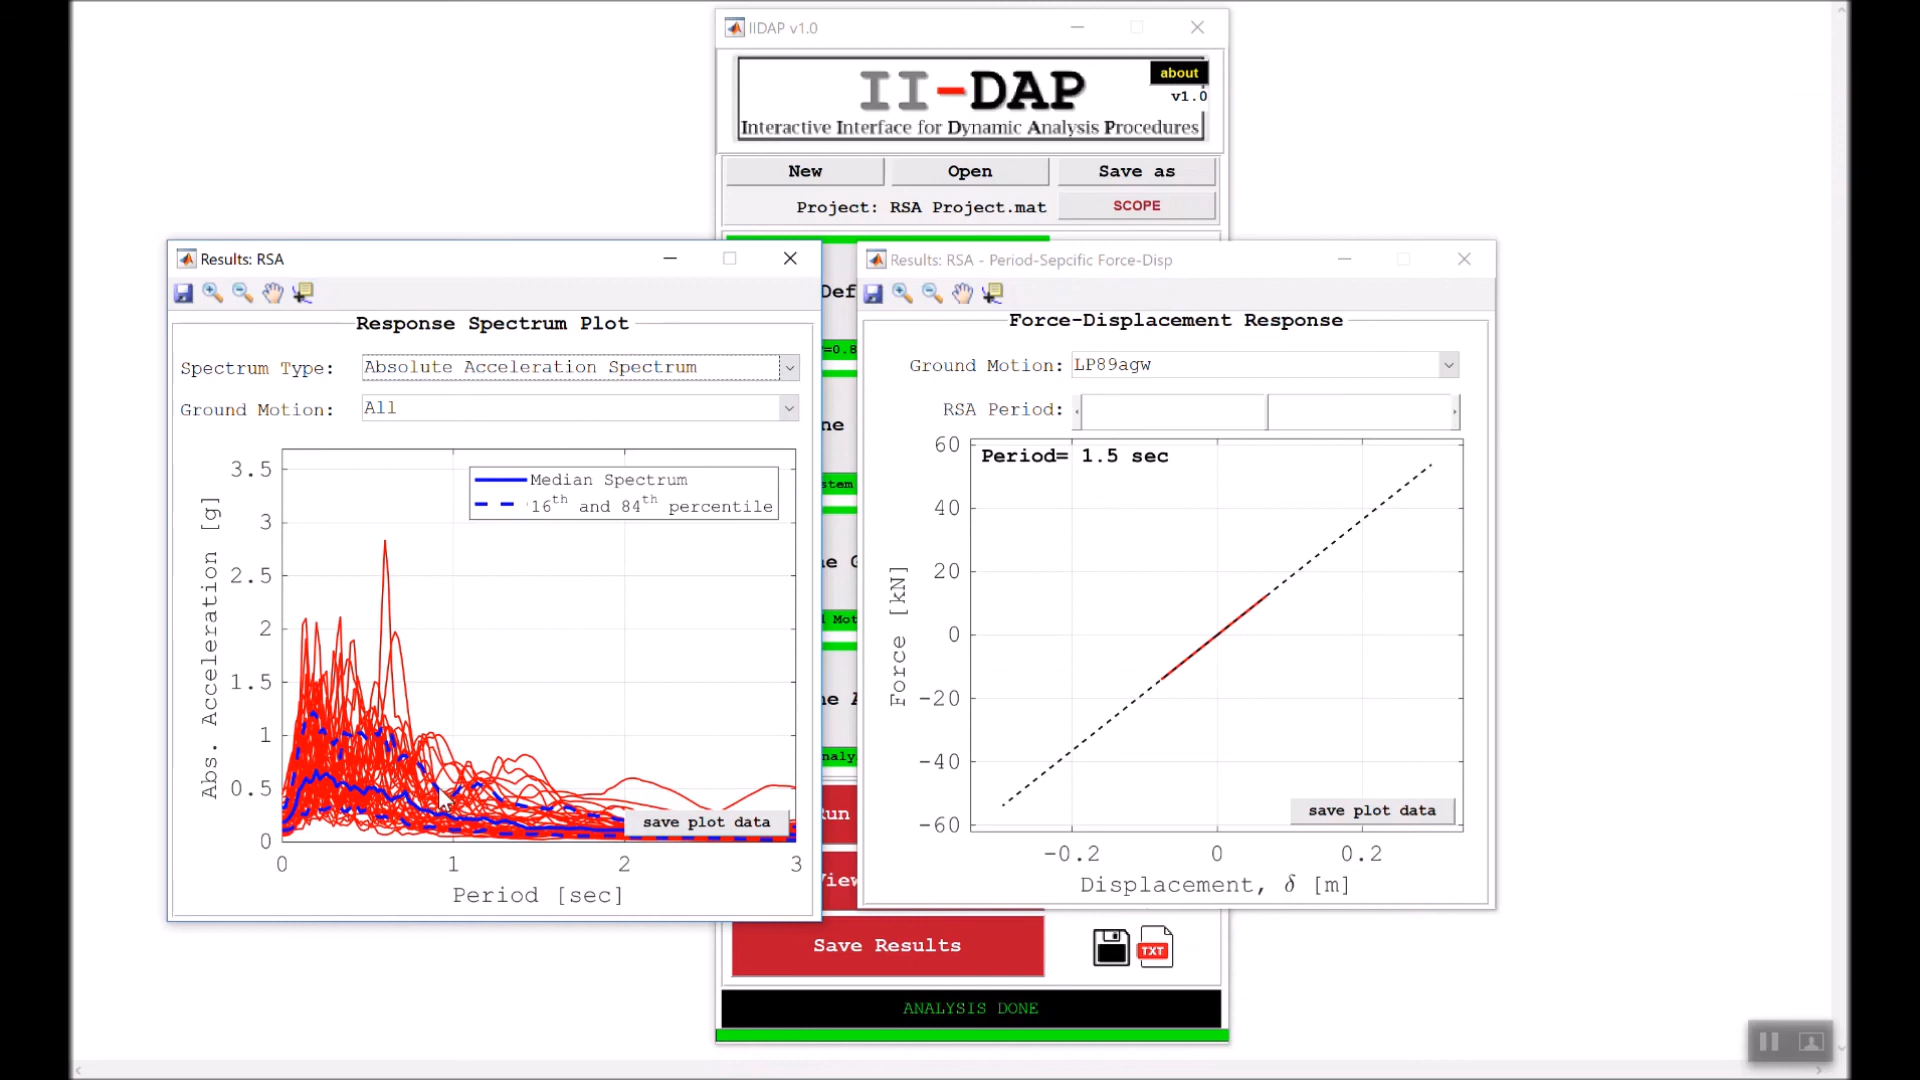 IIDAP v1.0
II-DAP
about
v1.0
Interactive Interface for Dynamic Analysis Procedures
New
Open
Save as
Project: RSA Project.mat
SCOPE
Results: RSA
Response Spectrum Plot
Spectrum Type:
Absolute Acceleration Spectrum
Ground Motion:
All
Median Spectrum
16th and 84th percentile
Abs. Acceleration [g]
3.5
3
2.5
2
1.5
1
0.5
0
save plot data
0
1
2
3
Period [sec]
Results: RSA - Period-Sepcific Force-Disp
Force-Displacement Response
Ground Motion:
LP89agw
RSA Period:
Period= 1.5 sec
Force [kN]
60
40
20
0
-20
-40
-60
save plot data
-0.2
0
0.2
Displacement, δ [m]
Save Results
TXT
ANALYSIS DONE